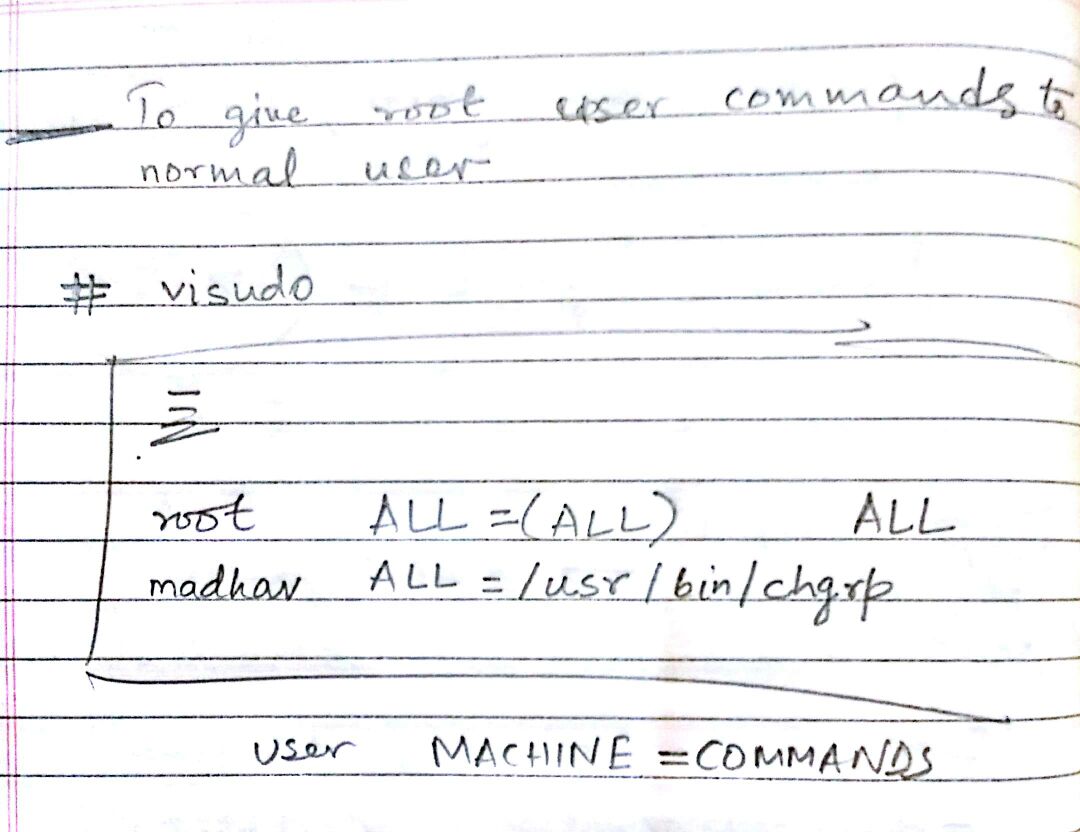 To give root user commands to
normal user
# visudo
root ALL =(ALL) ALL
madhav ALL = /usr/bin/chgrp
user MACHINE =COMMANDS